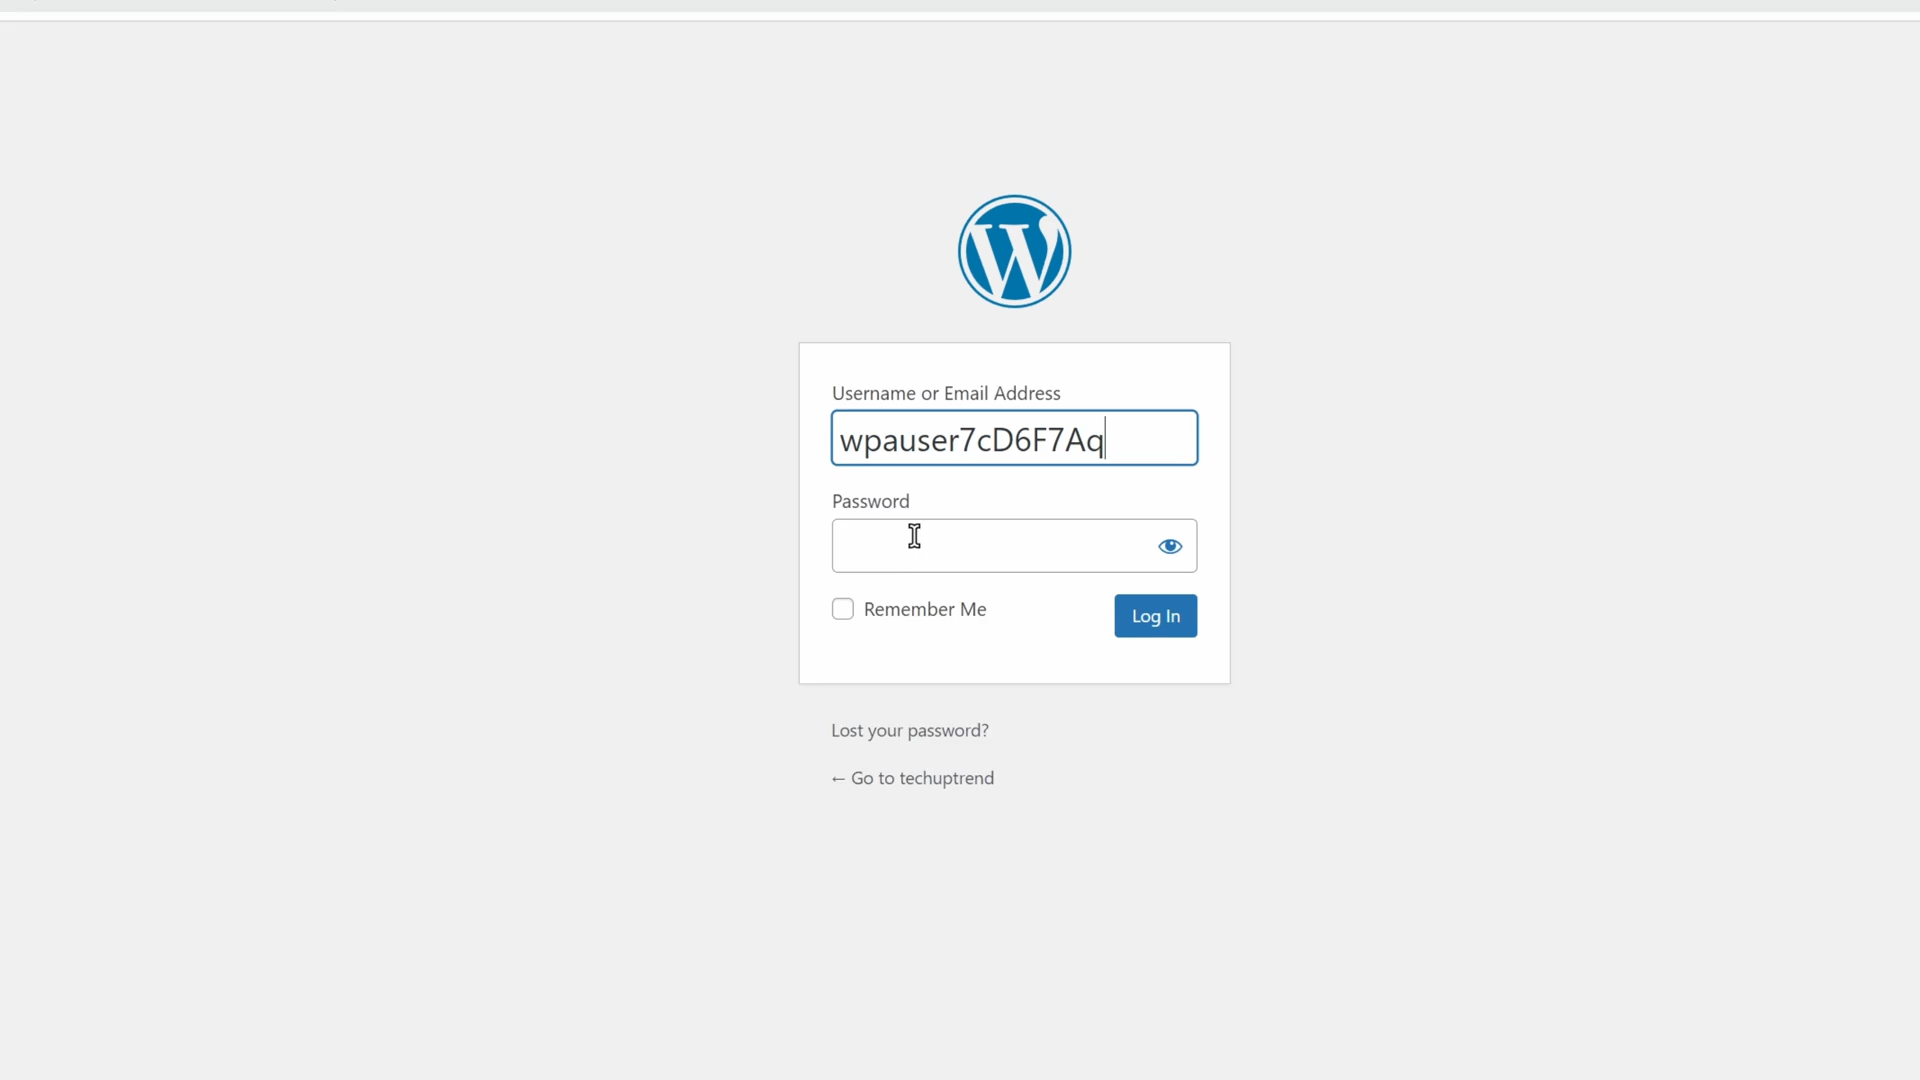 Username or Email Address
wpauser7cD6F7Aq
Password
Remember Me
Log In
Lost your password?
← Go to techuptrend